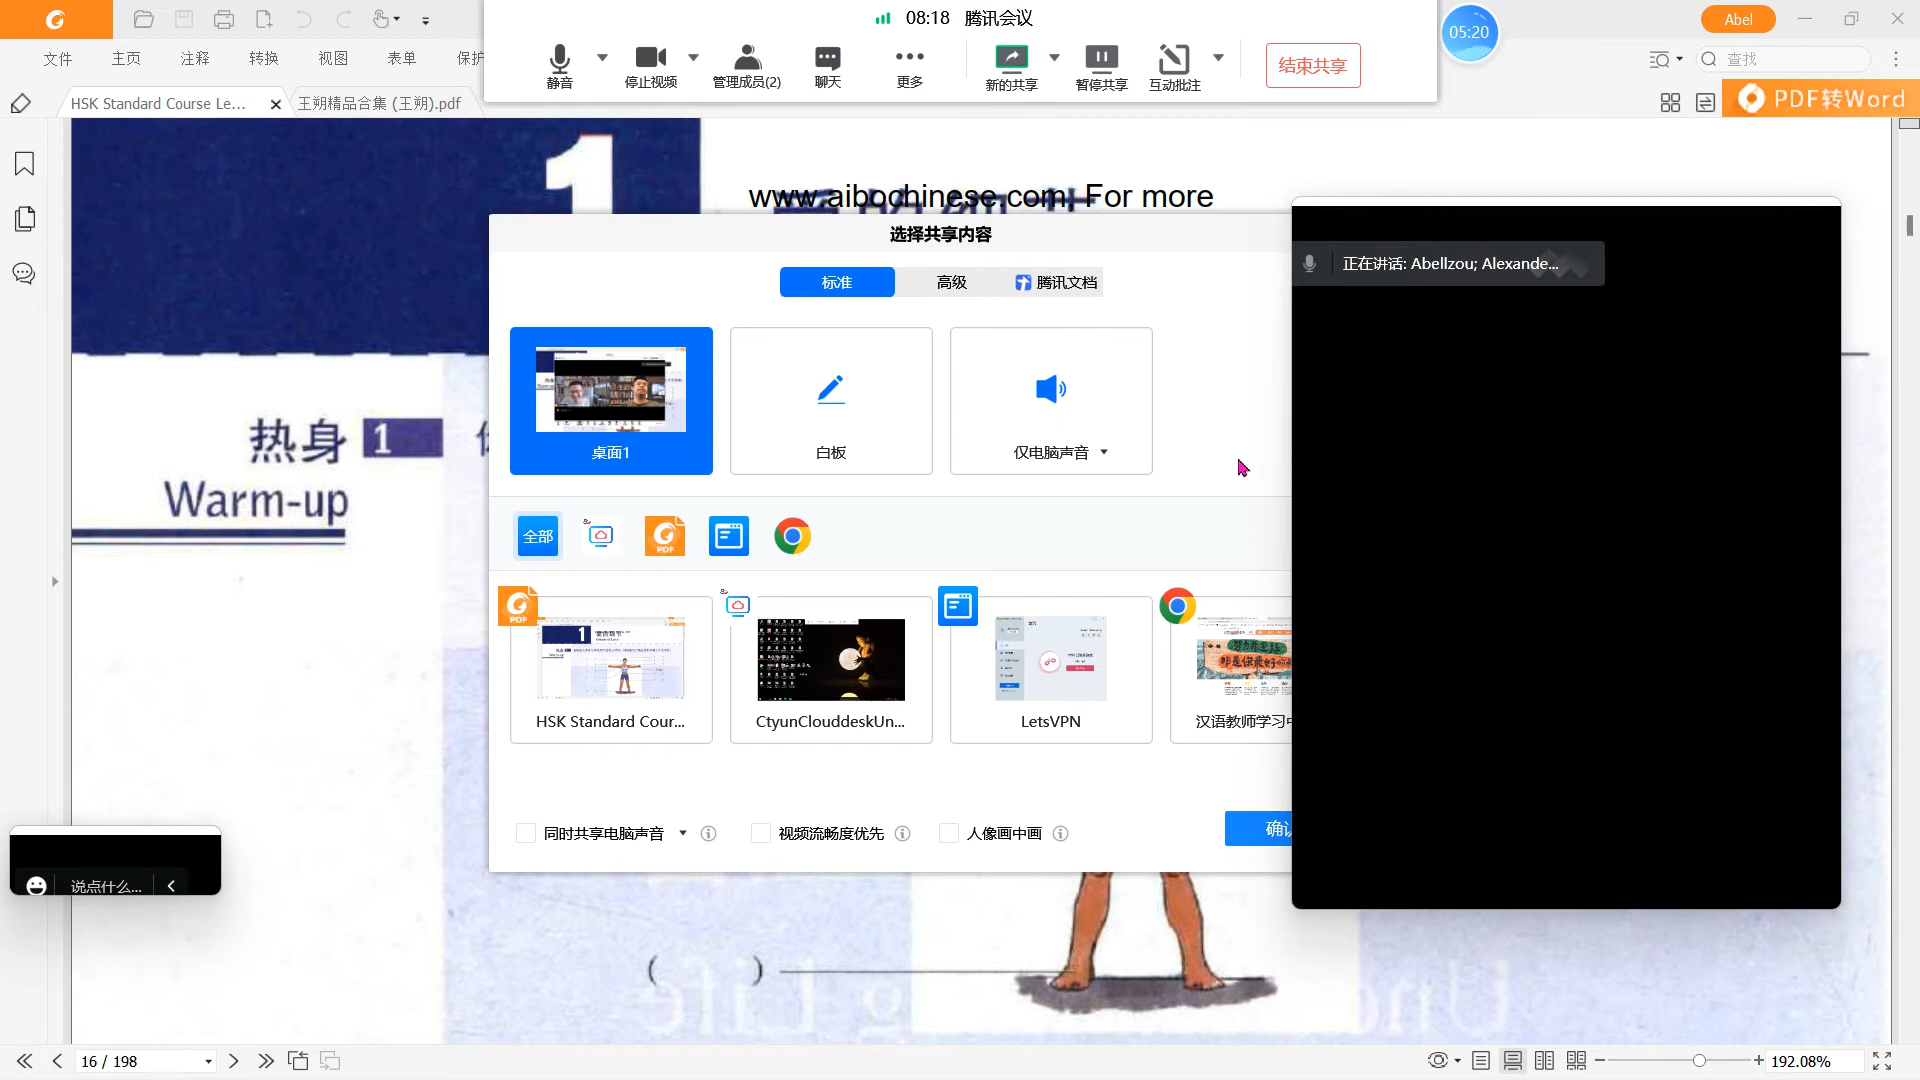 08:18 腾讯会议
05:20
Abel
文件
主页
注释
转换
视图
表单
保护
静音
停止视频
管理成员(2)
聊天
更多
新的共享
暂停共享
互动批注
结束共享
查找
HSK Standard Course Le...
王朔精品合集 (王朔).pdf
PDF转Word
1
www.aibochinese.com, For more
选择共享内容
标准
高级
腾讯文档
正在讲话: Abellzou; Alexande...
桌面1
白板
仅电脑声音
热身 1
Warm-up
全部
PDF
PDF
HSK Standard Cour...
CtyunClouddeskUn...
LetsVPN
汉语教师学习中
同时共享电脑声音
视频流畅度优先
人像画中画
确认
说点什么...
( )
16 / 198
192.08%